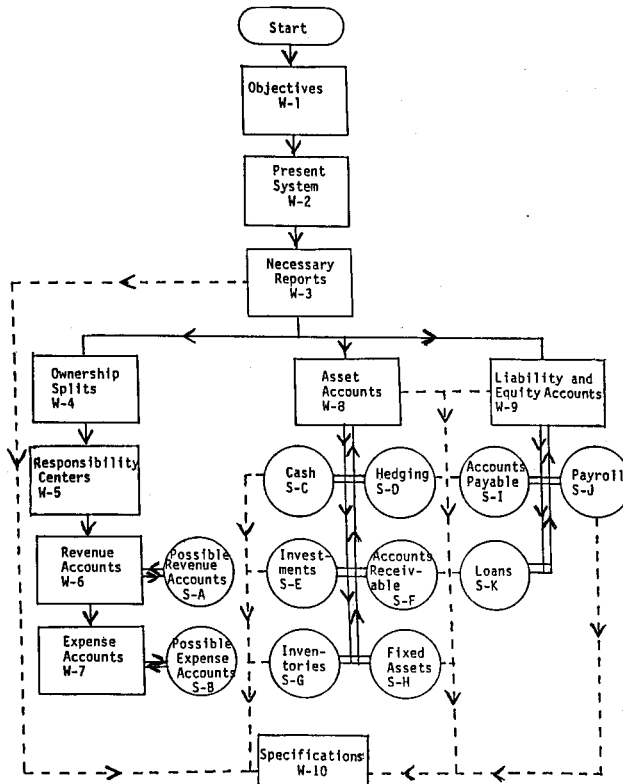 Start
Objectives
W-1
Present
System
W-2
Necessary
Reports
W-3
Ownership
Splits
W-4
Asset
Accounts
W-8
Liability and
Equity Accounts
W-9
Responsibility
Centers
W-5
Cash
S-C
Hedging
S-D
Accounts
Payable
S-I
Payroll
S-J
Revenue
Accounts
W-6
Possible
Revenue
Accounts
S-A
Invest-
ments
S-E
Accounts
Receiv-
able
S-F
Loans
S-K
Expense
Accounts
W-7
Possible
Expense
Accounts
S-B
Inven-
tories
S-G
Fixed
Assets
S-H
Specifications
W-10